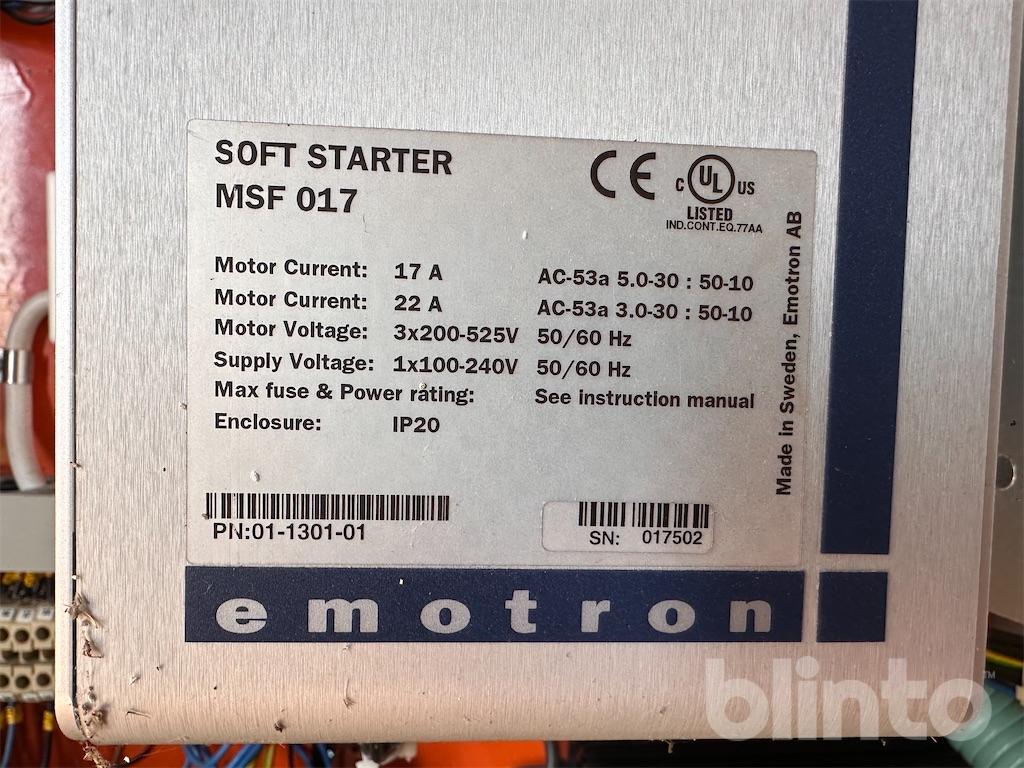 SOFT STARTER
MSF 017
CE
C UL US
LISTED
IND.CONT.EQ.77AA
Motor Current: 17 A AC-53a 5.0-30 : 50-10
Motor Current: 22 A AC-53a 3.0-30 : 50-10
Motor Voltage: 3x200-525V 50/60 Hz
Supply Voltage: 1x100-240V 50/60 Hz
Max fuse & Power rating: See instruction manual
Enclosure: IP20
Made in Sweden, Emotron AB
PN:01-1301-01
SN: 017502
emotron
blinto™